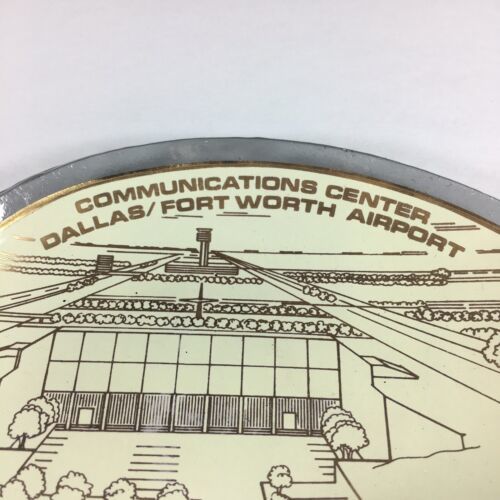 COMMUNICATIONS CENTER
DALLAS/FORT WORTH AIRPORT